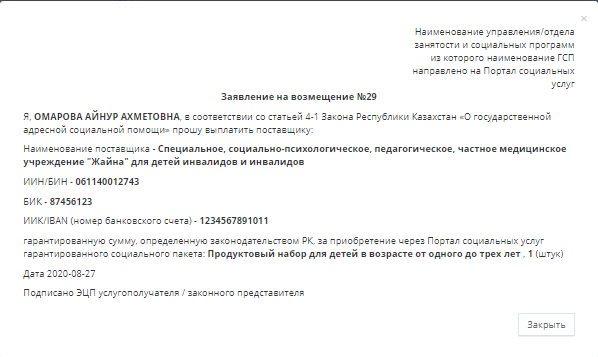 ×
Наименование управления/отдела
занятости и социальных программ
из которого наименование ГСП
направлено на Портал социальных
услуг
Заявление на возмещение №29
Я, ОМАРОВА АЙНУР АХМЕТОВНА, в соответствии со статьей 4-1 Закона Республики Казахстан «О государственной
адресной социальной помощи» прошу выплатить поставщику:
Наименование поставщика - Специальное, социально-психологическое, педагогическое, частное медицинское
учреждение "Жайна" для детей инвалидов и инвалидов
ИИН/БИН - 061140012743
БИК - 87456123
ИИК/IBAN (номер банковского счета) - 1234567891011
гарантированную сумму, определенную законодательством РК, за приобретение через Портал социальных услуг
гарантированного социального пакета: Продуктовый набор для детей в возрасте от одного до трех лет . 1 (штук)
Дата 2020-08-27
Подписано ЭЦП услугополучателя / законного представителя
Закрыть